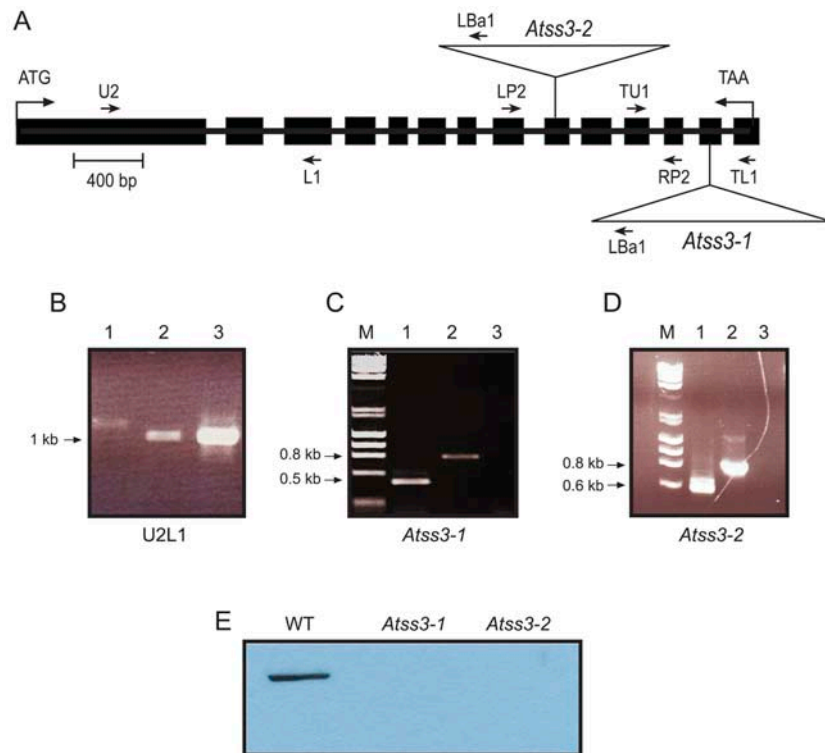 A
LBa1
Atss3-2
ATG
U2
LP2
TU1
TAA
400 bp
L1
RP2
TL1
LBa1
Atss3-1
B
1 2 3
1 kb
U2L1
C
M 1 2 3
0.8 kb
0.5 kb
Atss3-1
D
M 1 2 3
0.8 kb
0.6 kb
Atss3-2
E
WT Atss3-1 Atss3-2